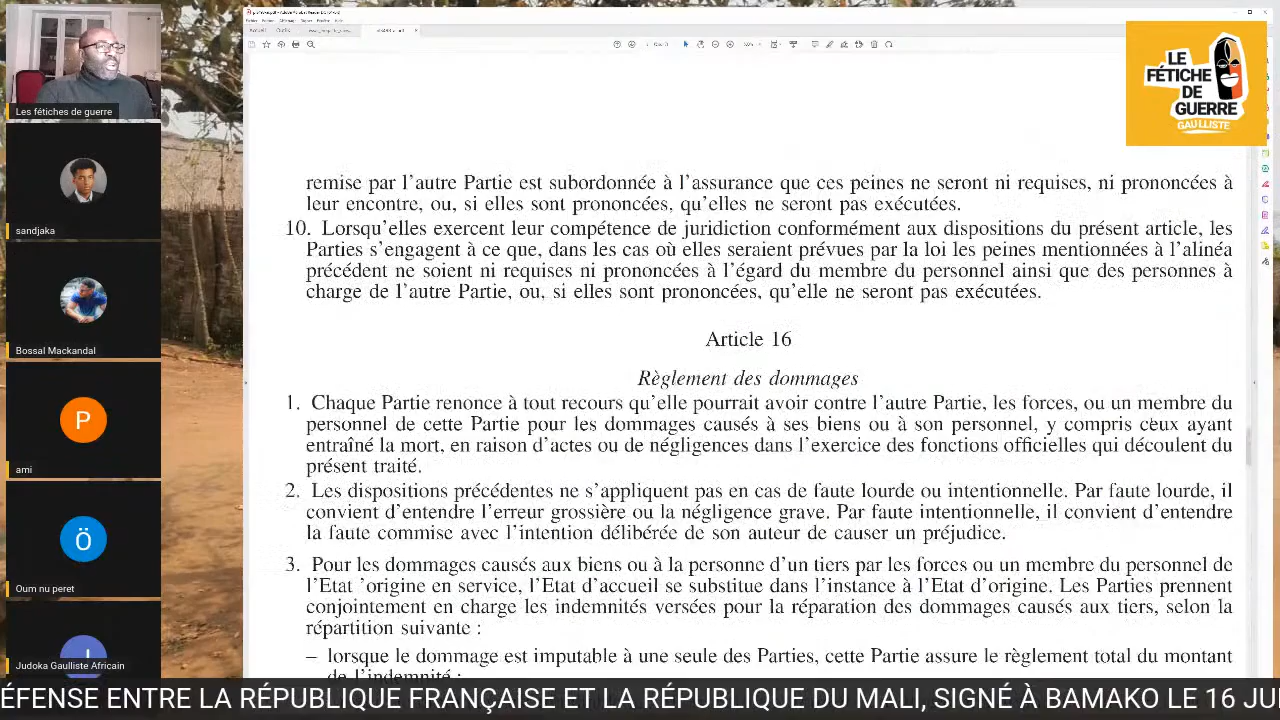 Les fétiches de guerre
sandjaka
Bossal Mackandal
P
ami
Ö
Oum nu peret
Judoka Gaulliste Africain
LE
FÉTICHE
DE
GUERRE
GAULLISTE
remise par l’autre Partie est subordonnée à l’assurance que ces peines ne seront ni requises, ni prononcées à
leur encontre, ou, si elles sont prononcées, qu’elles ne seront pas exécutées.
10. Lorsqu’elles exercent leur compétence de juridiction conformément aux dispositions du présent article, les
Parties s’engagent à ce que, dans les cas où elles seraient prévues par la loi les peines mentionnées à l’alinéa
précédent ne soient ni requises ni prononcées à l’égard du membre du personnel ainsi que des personnes à
charge de l’autre Partie, ou, si elles sont prononcées, qu’elle ne seront pas exécutées.
Article 16
Règlement des dommages
1. Chaque Partie renonce à tout recours qu’elle pourrait avoir contre l’autre Partie, les forces, ou un membre du
personnel de cette Partie pour les dommages causés à ses biens ou à son personnel, y compris ceux ayant
entraîné la mort, en raison d’actes ou de négligences dans l’exercice des fonctions officielles qui découlent du
présent traité.
2. Les dispositions précédentes ne s’appliquent pas en cas de faute lourde ou intentionnelle. Par faute lourde, il
convient d’entendre l’erreur grossière ou la négligence grave. Par faute intentionnelle, il convient d’entendre
la faute commise avec l’intention délibérée de son auteur de causer un préjudice.
3. Pour les dommages causés aux biens ou à la personne d’un tiers par les forces ou un membre du personnel de
l’Etat ’origine en service, l’Etat d’accueil se substitue dans l’instance à l’Etat d’origine. Les Parties prennent
conjointement en charge les indemnités versées pour la réparation des dommages causés aux tiers, selon la
répartition suivante :
– lorsque le dommage est imputable à une seule des Parties, cette Partie assure le règlement total du montant
de l’indemnité ;
ÉFENSE ENTRE LA RÉPUBLIQUE FRANÇAISE ET LA RÉPUBLIQUE DU MALI, SIGNÉ À BAMAKO LE 16 JU